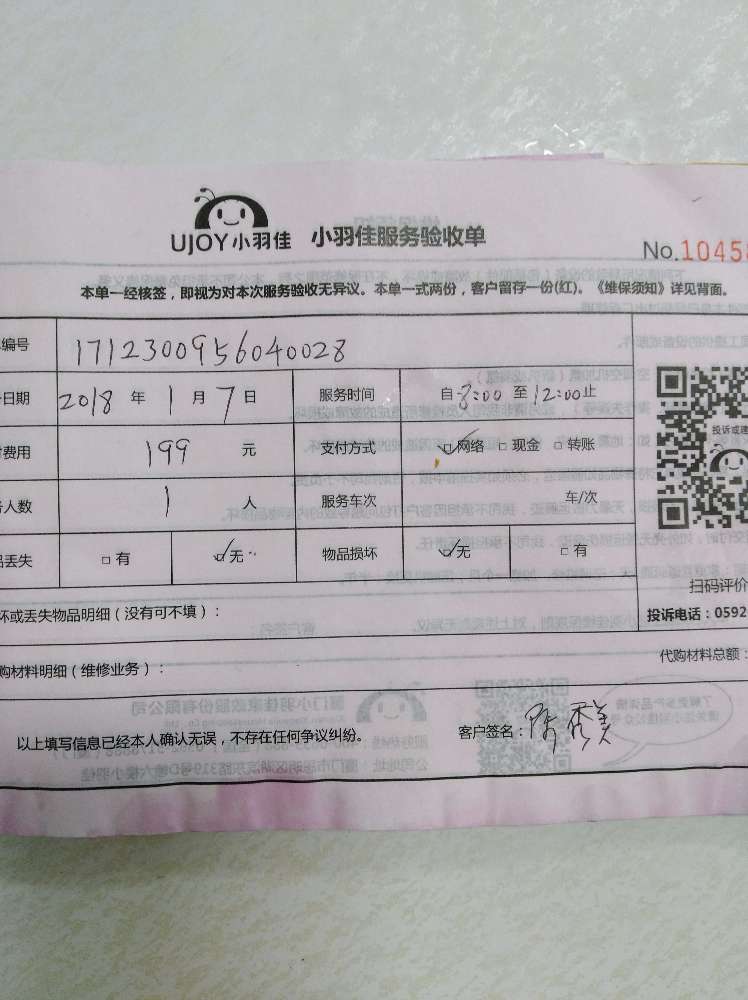 UJOY小羽佳 小羽佳服务验收单
No.10458
本单一经核签，即视为对本次服务验收无异议。本单一式两份，客户留存一份(红)。《维保须知》详见背面。
编号 1712300956040028
日期 2018 年 1 月 7 日 服务时间 自 8:00 至 12:00 止
费用 199 元 支付方式 ☑网络 □现金 □转账
人数 1 人 服务车次 车/次
丢失 □有 ☑无 物品损坏 ☑无 □有
投诉或建
扫码评价
投诉电话：0592
坏或丢失物品明细（没有可不填）：
购材料明细（维修业务）：
代购材料总额：
以上填写信息已经本人确认无误，不存在任何争议纠纷。
客户签名：陈秀美